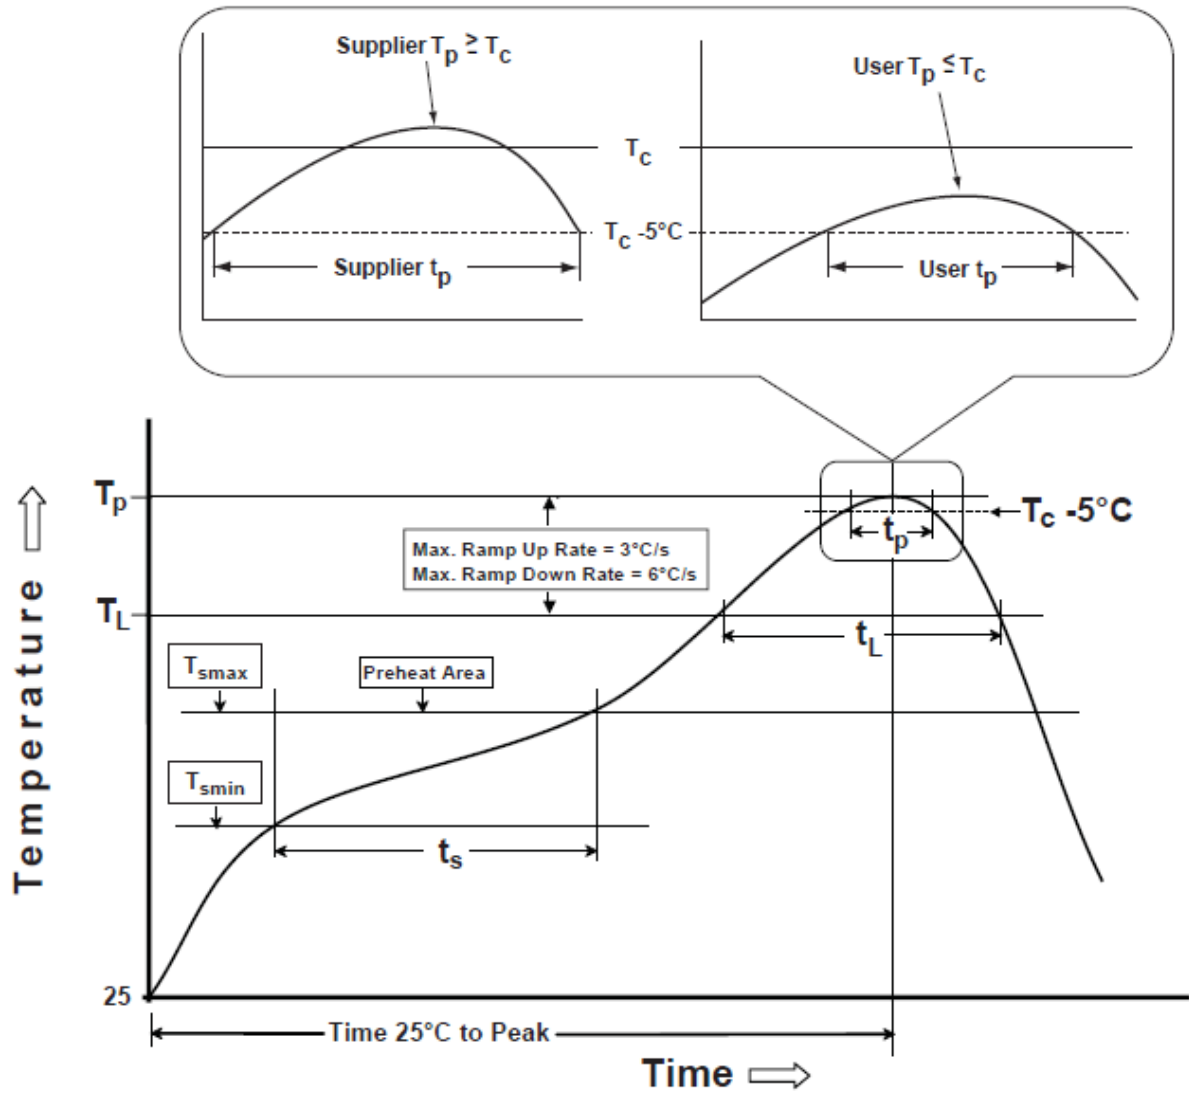 Supplier Tp ≥ Tc
User Tp ≤ Tc
Tc
Tc -5°C
Supplier tp
User tp
Tp
Tc -5°C
tp
Max. Ramp Up Rate = 3°C/s
Max. Ramp Down Rate = 6°C/s
TL
tL
Tsmax
Preheat Area
Tsmin
ts
Temperature
25
Time 25°C to Peak
Time